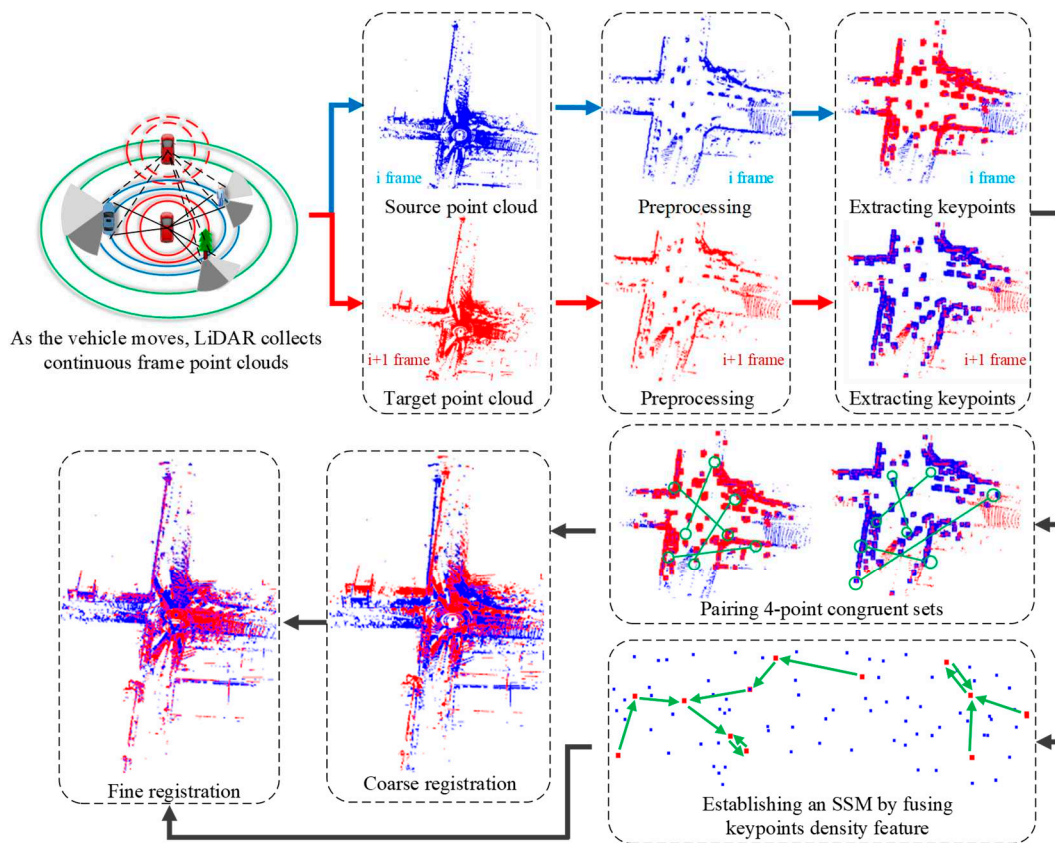 i frame
Source point cloud
i frame
Preprocessing
i frame
Extracting keypoints
As the vehicle moves, LiDAR collects
continuous frame point clouds
i+1 frame
Target point cloud
Preprocessing
i+1 frame
Extracting keypoints
i+1 frame
Pairing 4-point congruent sets
Fine registration
Coarse registration
Establishing an SSM by fusing
keypoints density feature